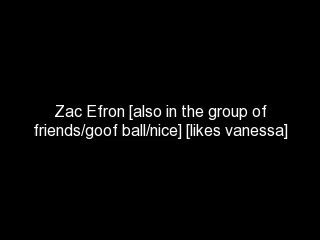 Zac Efron [also in the group of
friends/goof ball/nice] [likes vanessa]